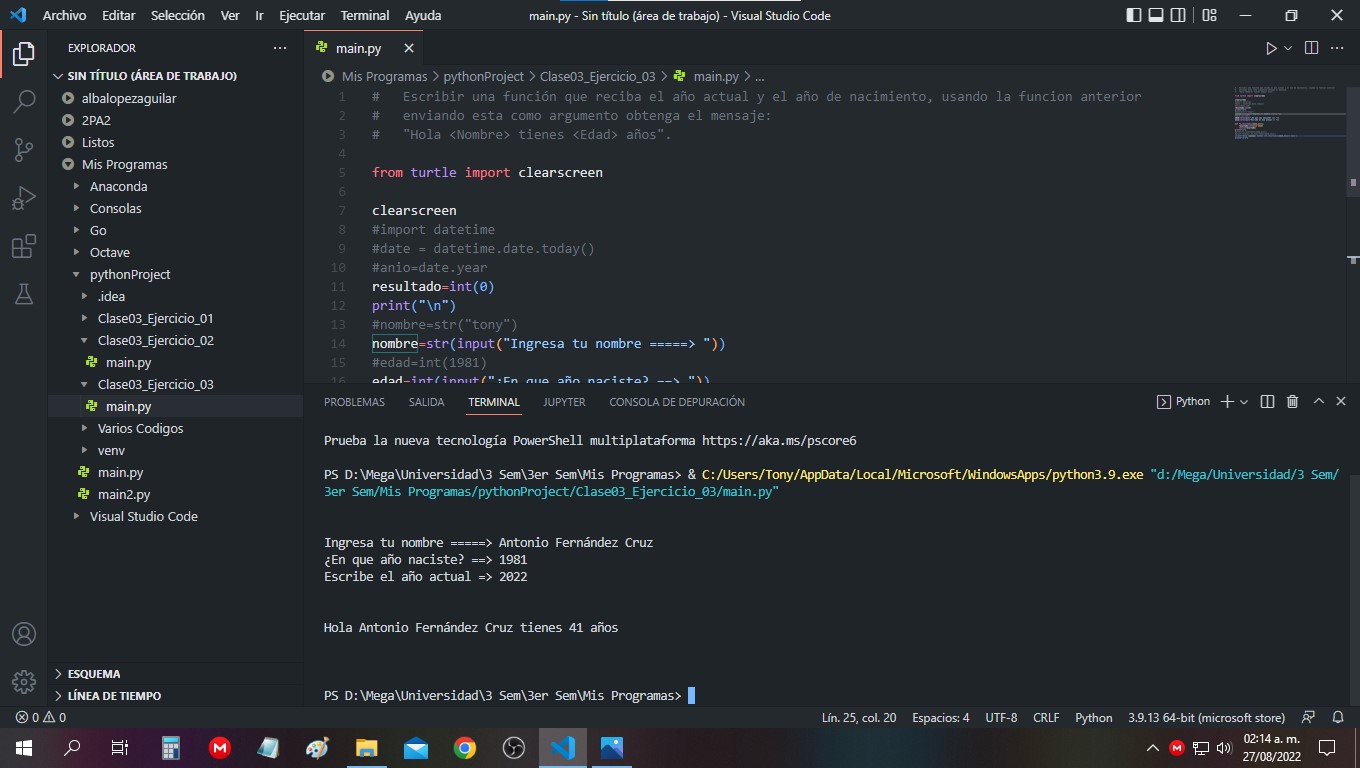 Archivo Editar Selección Ver Ir Ejecutar Terminal Ayuda
main.py - Sin título (área de trabajo) - Visual Studio Code
EXPLORADOR
SIN TÍTULO (ÁREA DE TRABAJO)
albalopezaguilar
2PA2
Listos
Mis Programas
Anaconda
Consolas
Go
Octave
pythonProject
.idea
Clase03_Ejercicio_01
Clase03_Ejercicio_02
main.py
Clase03_Ejercicio_03
main.py
Varios Codigos
venv
main.py
main2.py
Visual Studio Code
ESQUEMA
LÍNEA DE TIEMPO
main.py
Mis Programas > pythonProject > Clase03_Ejercicio_03 > main.py > ...
1 #   Escribir una función que reciba el año actual y el año de nacimiento, usando la funcion anterior
2 #   enviando esta como argumento obtenga el mensaje:
3 #   "Hola <Nombre> tienes <Edad> años".
4
5 from turtle import clearscreen
6
7 clearscreen
8 #import datetime
9 #date = datetime.date.today()
10 #anio=date.year
11 resultado=int(0)
12 print("\n")
13 #nombre=str("tony")
14 nombre=str(input("Ingresa tu nombre =====> "))
15 #edad=int(1981)
16 edad=int(input("¿En que año naciste? ==> "))
PROBLEMAS SALIDA TERMINAL JUPYTER CONSOLA DE DEPURACIÓN
Python
Prueba la nueva tecnología PowerShell multiplataforma https://aka.ms/pscore6
PS D:\Mega\Universidad\3 Sem\3er Sem\Mis Programas> & C:/Users/Tony/AppData/Local/Microsoft/WindowsApps/python3.9.exe "d:/Mega/Universidad/3 Sem/
3er Sem/Mis Programas/pythonProject/Clase03_Ejercicio_03/main.py"
Ingresa tu nombre =====> Antonio Fernández Cruz
¿En que año naciste? ==> 1981
Escribe el año actual => 2022
Hola Antonio Fernández Cruz tienes 41 años
PS D:\Mega\Universidad\3 Sem\3er Sem\Mis Programas>
0 0
Lín. 25, col. 20 Espacios: 4 UTF-8 CRLF Python 3.9.13 64-bit (microsoft store)
02:14 a. m.
27/08/2022